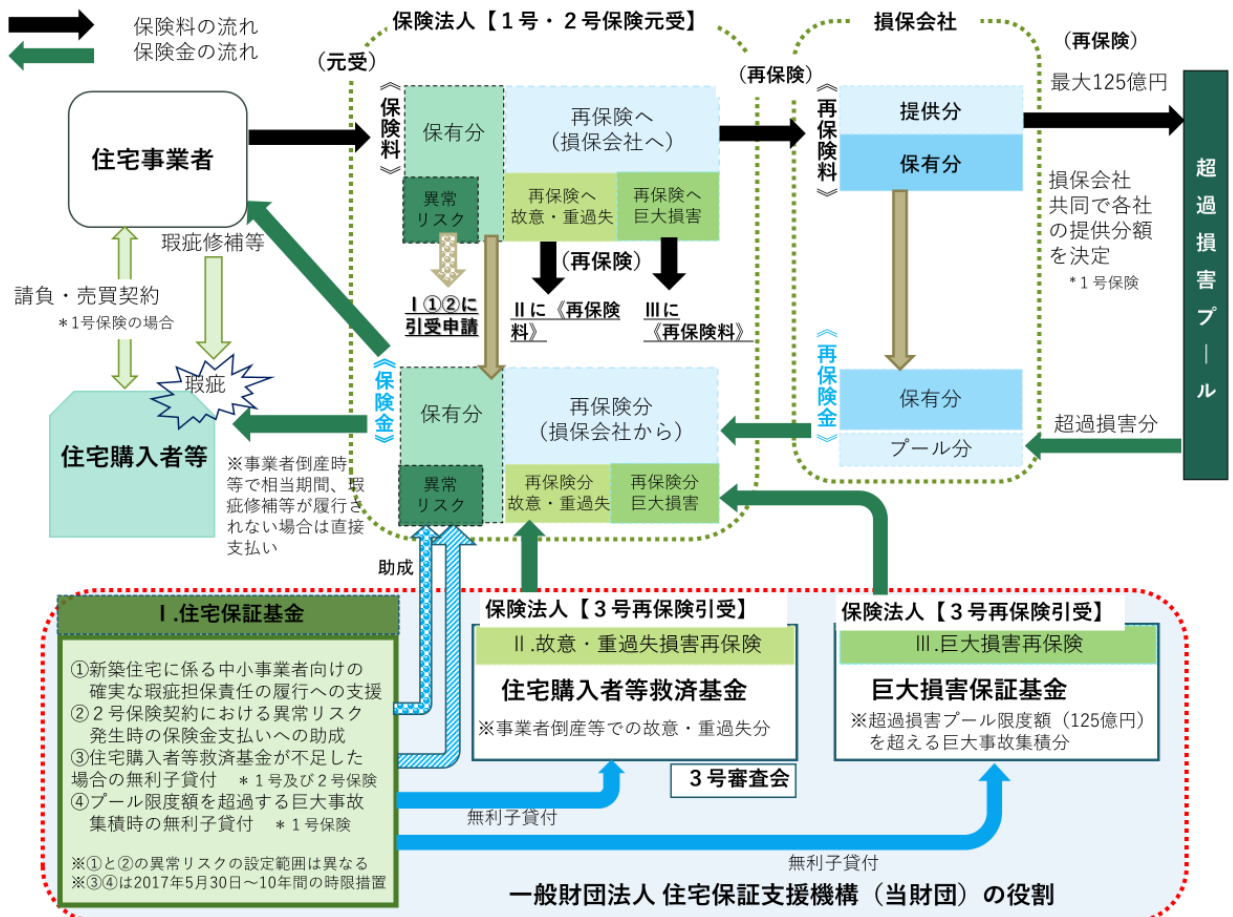 保険料の流れ
保険金の流れ
保険法人【１号・２号保険元受】
損保会社
（元受）
（再保険）
（再保険）
最大125億円
住宅事業者
《保険料》
保有分
再保険へ
（損保会社へ）
異常
リスク
再保険へ
故意・重過失
再保険へ
巨大損害
《再保険料》
提供分
保有分
超過損害プール
損保会社
共同で各社
の提供分額
を決定
＊１号保険
瑕疵修補等
請負・売買契約
＊1号保険の場合
（再保険）
Ⅰ①②に
引受申請
Ⅱに《再保険
料》
Ⅲに
《再保険料》
瑕疵
住宅購入者等
《保険金》
保有分
再保険分
（損保会社から）
異常
リスク
再保険分
故意・重過失
再保険分
巨大損害
《再保険金》
保有分
プール分
超過損害分
※事業者倒産時
等で相当期間、瑕
疵修補等が履行さ
れない場合は直接
支払い
助成
Ⅰ.住宅保証基金
①新築住宅に係る中小事業者向けの
確実な瑕疵担保責任の履行への支援
②２号保険契約における異常リスク
発生時の保険金支払いへの助成
③住宅購入者等救済基金が不足した
場合の無利子貸付　＊１号及び２号保険
④プール限度額を超過する巨大事故
集積時の無利子貸付　＊１号保険
※①と②の異常リスクの設定範囲は異なる
※③④は2017年5月30日～10年間の時限措置
保険法人【３号再保険引受】
Ⅱ.故意・重過失損害再保険
住宅購入者等救済基金
※事業者倒産等での故意・重過失分
３号審査会
保険法人【３号再保険引受】
Ⅲ.巨大損害再保険
巨大損害保証基金
※超過損害プール限度額（125億円）
を超える巨大事故集積分
無利子貸付
無利子貸付
一般財団法人 住宅保証支援機構（当財団）の役割